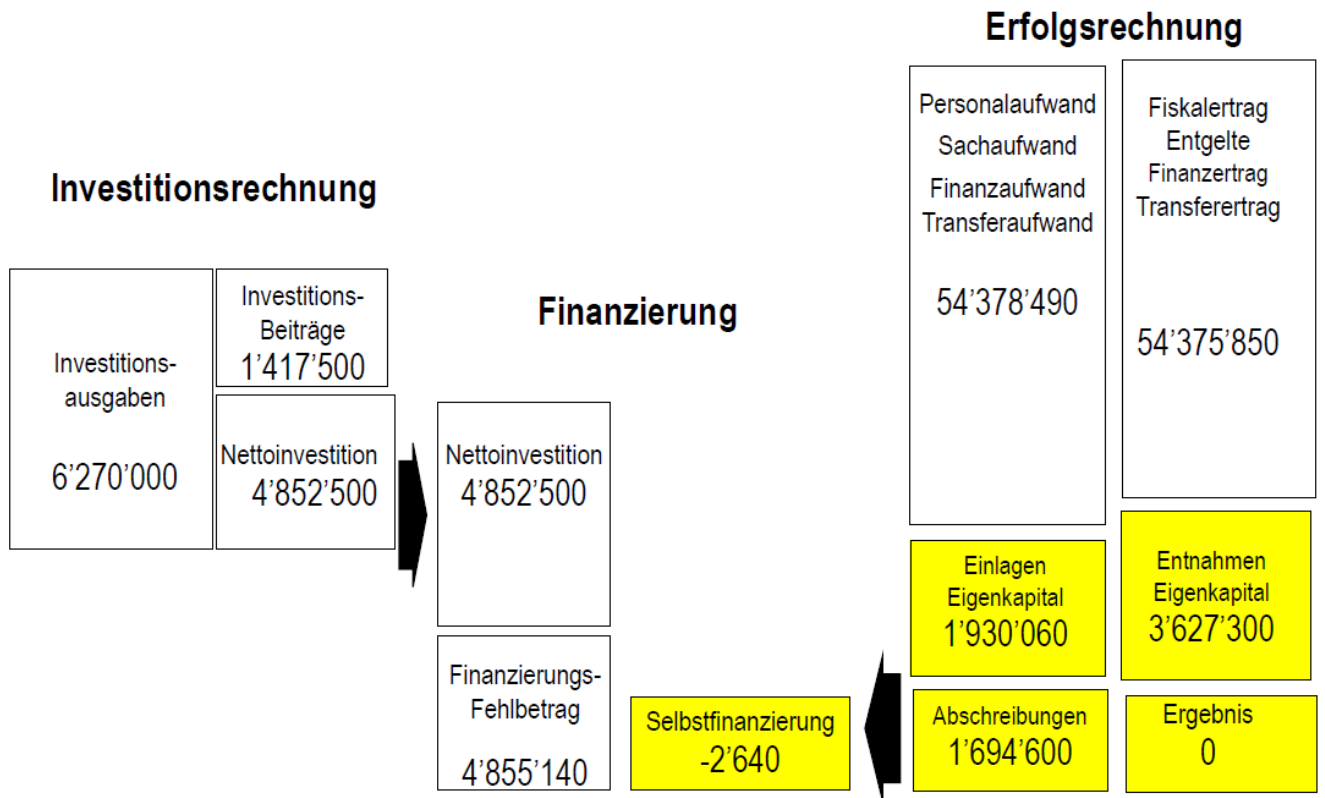 Erfolgsrechnung
Personalaufwand
Sachaufwand
Finanzaufwand
Transferaufwand
54’378’490
Fiskalertrag
Entgelte
Finanzertrag
Transferertrag
54’375’850
Investitionsrechnung
Investitions-
ausgaben
6’270’000
Investitions-
Beiträge
1’417’500
Nettoinvestition
4’852’500
Finanzierung
Nettoinvestition
4’852’500
Finanzierungs-
Fehlbetrag
4’855’140
Selbstfinanzierung
-2’640
Einlagen
Eigenkapital
1’930’060
Entnahmen
Eigenkapital
3’627’300
Abschreibungen
1’694’600
Ergebnis
0